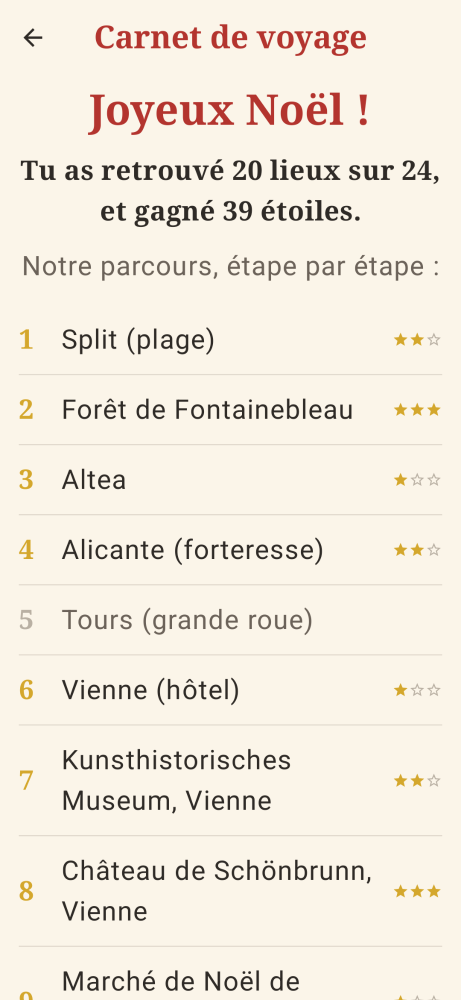 Carnet de voyage
Joyeux Noël !
Tu as retrouvé 20 lieux sur 24,
et gagné 39 étoiles.
Notre parcours, étape par étape :
1 Split (plage)
2 Forêt de Fontainebleau
3 Altea
4 Alicante (forteresse)
5 Tours (grande roue)
6 Vienne (hôtel)
7 Kunsthistorisches
Museum, Vienne
8 Château de Schönbrunn,
Vienne
9 Marché de Noël de